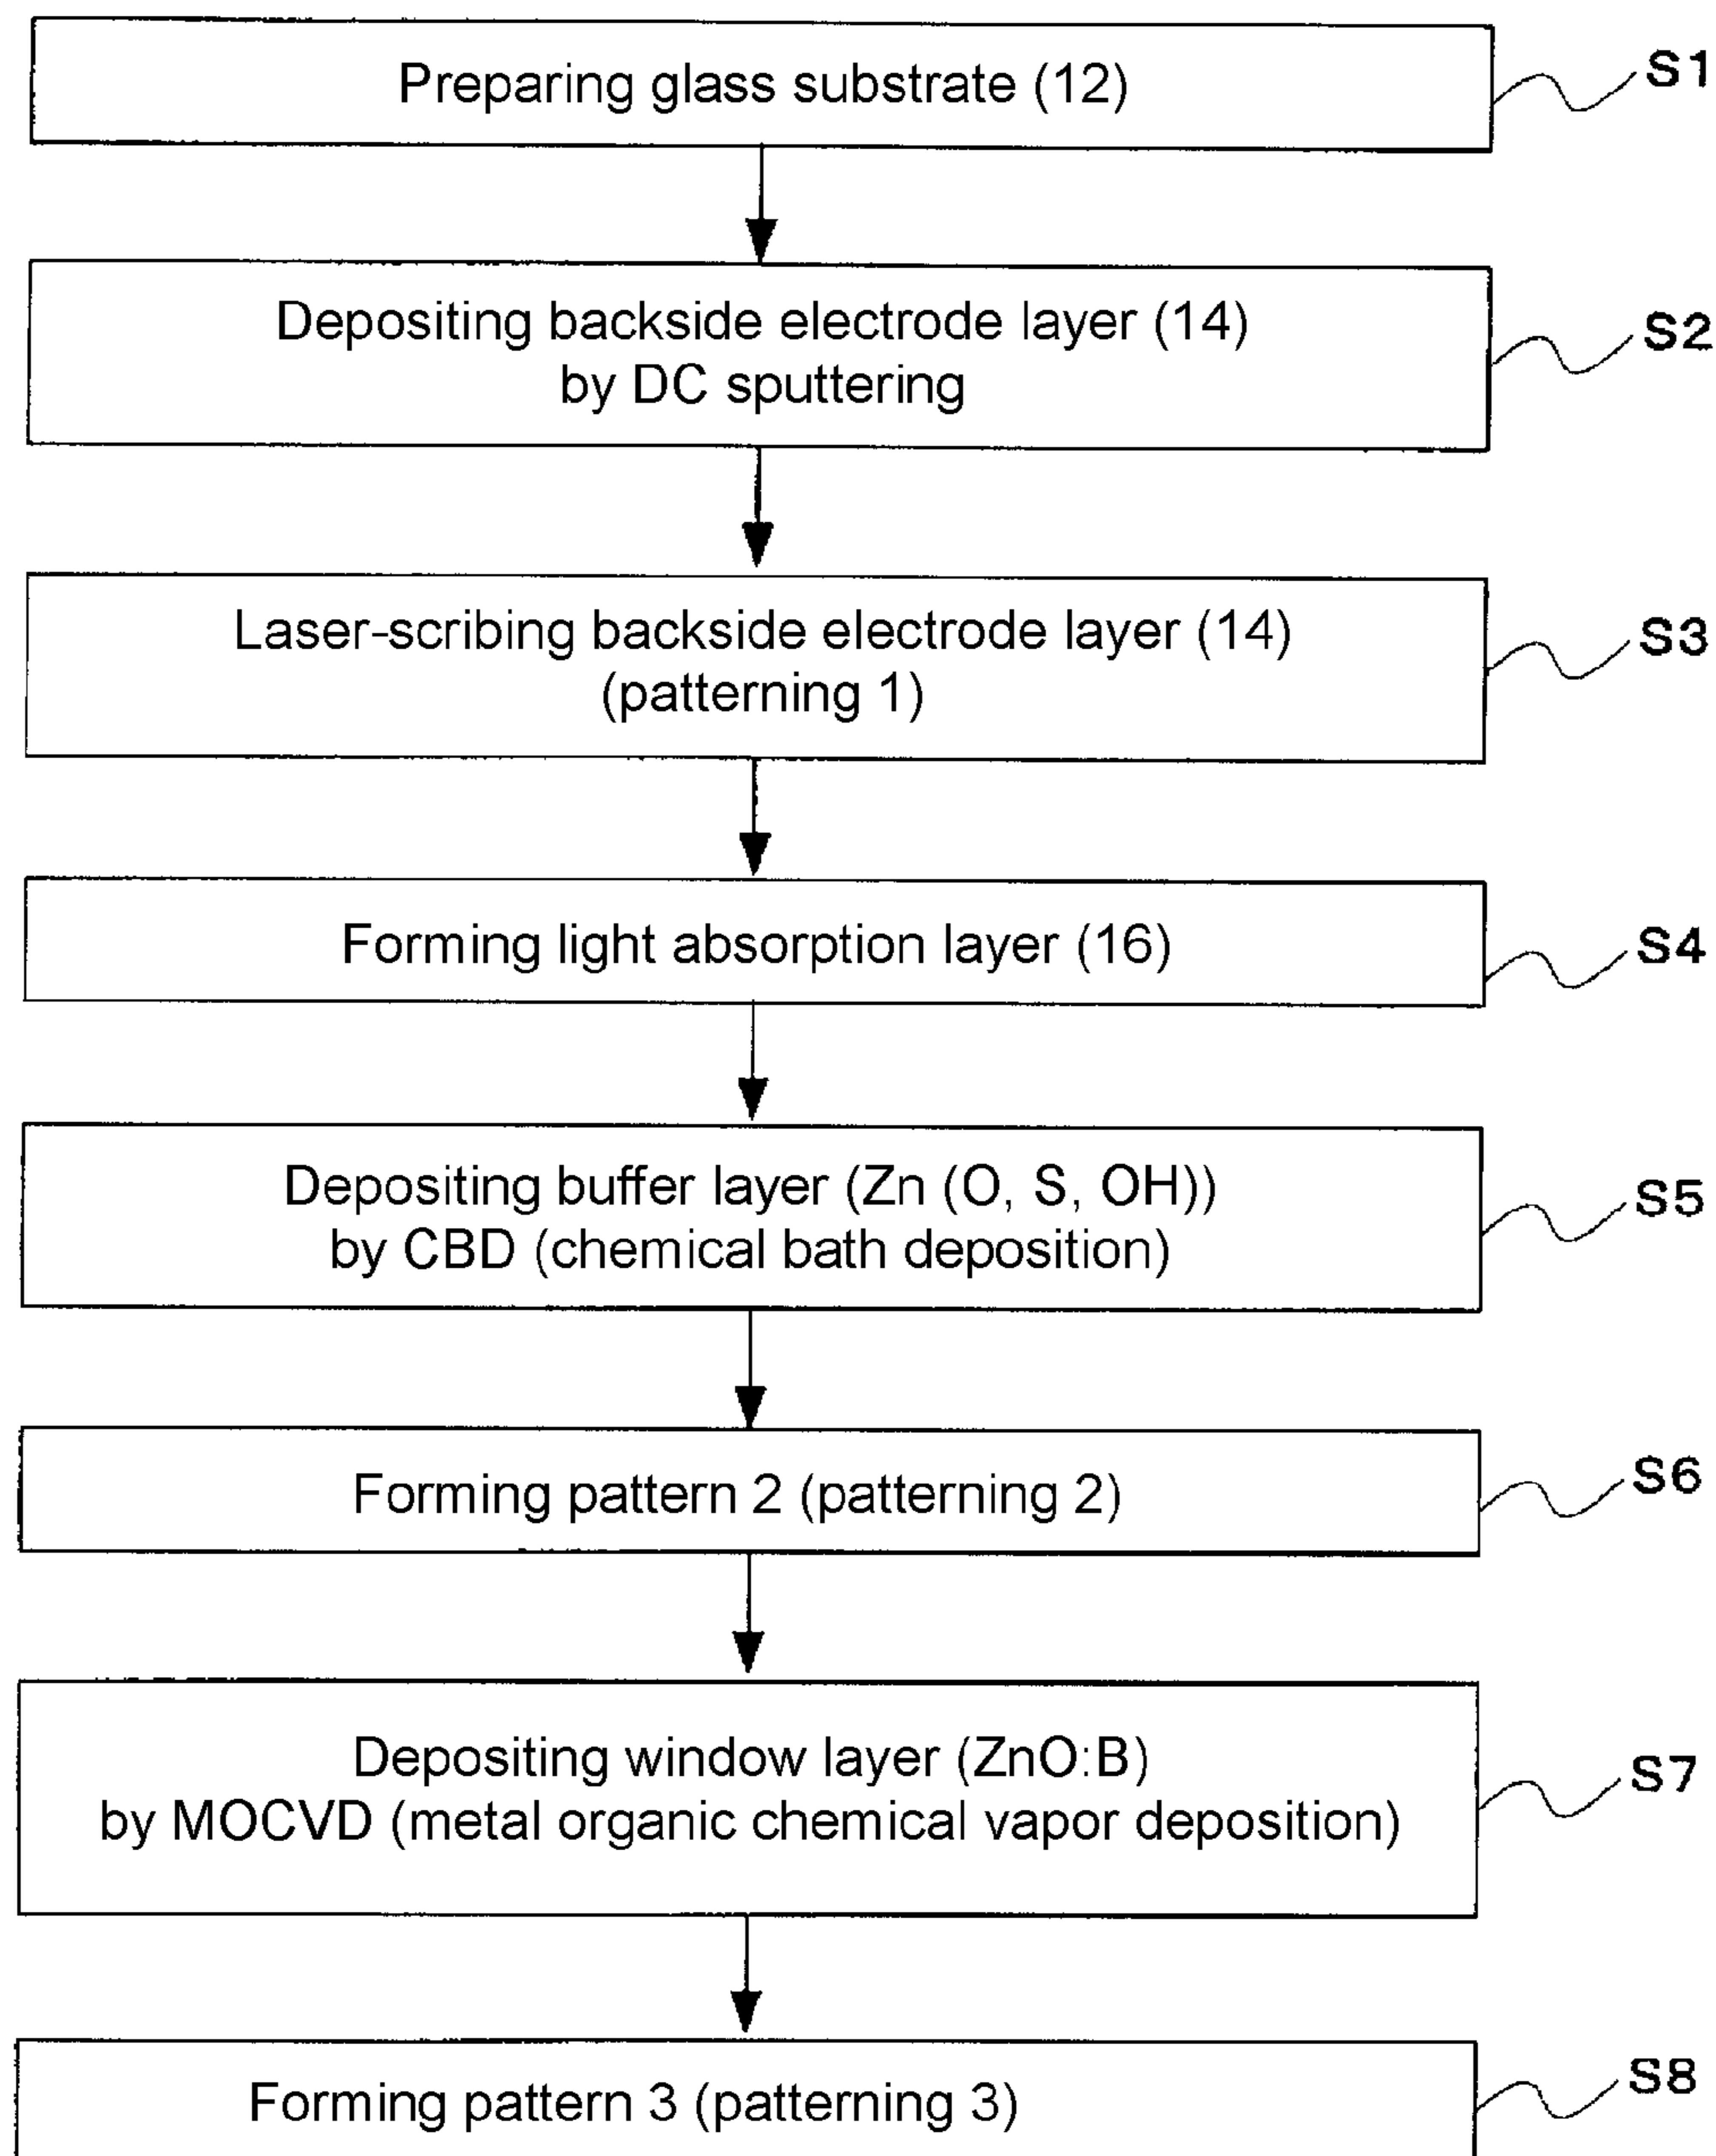 Preparing glass substrate (12)
S1
Depositing backside electrode layer (14)
by DC sputtering
S2
Laser-scribing backside electrode layer (14)
(patterning 1)
S3
Forming light absorption layer (16)
S4
Depositing buffer layer (Zn (O, S, OH))
by CBD (chemical bath deposition)
S5
Forming pattern 2 (patterning 2)
S6
Depositing window layer (ZnO:B)
by MOCVD (metal organic chemical vapor deposition)
S7
Forming pattern 3 (patterning 3)
S8